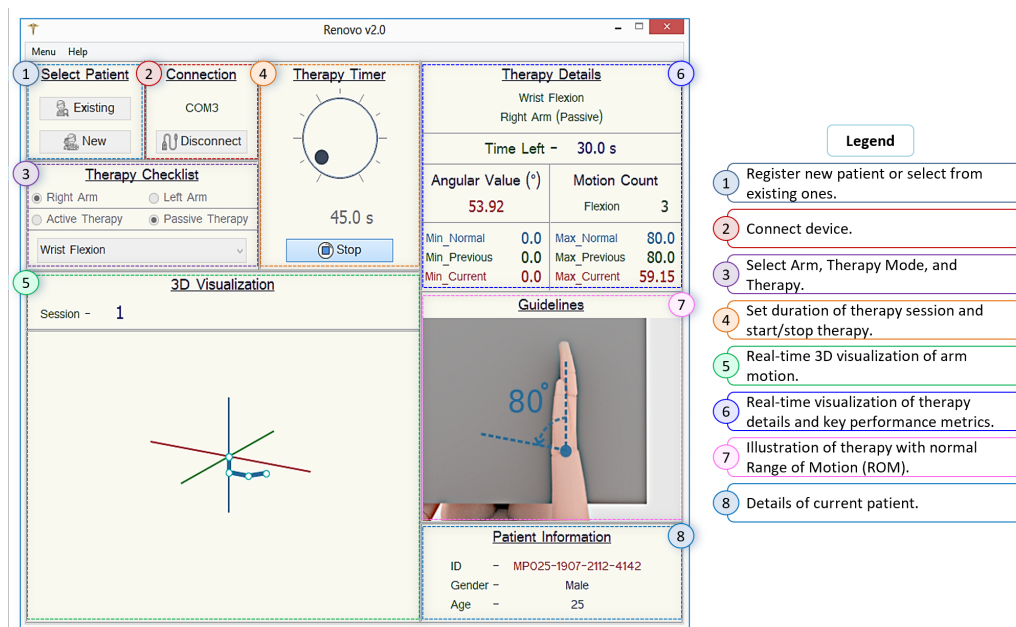 Renovo v2.0
Menu Help
1 Select Patient
Existing
New
2 Connection
COM3
Disconnect
3 Therapy Checklist
Right Arm Left Arm
Active Therapy Passive Therapy
Wrist Flexion
4 Therapy Timer
45.0 s
Stop
5 3D Visualization
Session - 1
6 Therapy Details
Wrist Flexion
Right Arm (Passive)
Time Left - 30.0 s
Angular Value (°) Motion Count
53.92 Flexion 3
Min_Normal 0.0 Max_Normal 80.0
Min_Previous 0.0 Max_Previous 80.0
Min_Current 0.0 Max_Current 59.15
7 Guidelines
80°
8 Patient Information
ID - MP025-1907-2112-4142
Gender - Male
Age - 25
Legend
1 Register new patient or select from
existing ones.
2 Connect device.
3 Select Arm, Therapy Mode, and
Therapy.
4 Set duration of therapy session and
start/stop therapy.
5 Real-time 3D visualization of arm
motion.
6 Real-time visualization of therapy
details and key performance metrics.
7 Illustration of therapy with normal
Range of Motion (ROM).
8 Details of current patient.